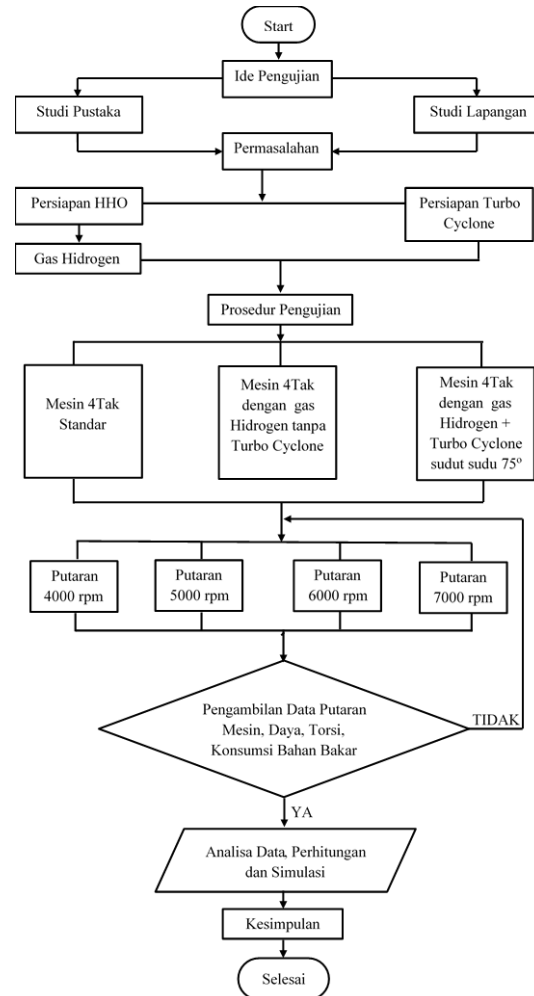 Start
Ide Pengujian
Studi Pustaka
Studi Lapangan
Permasalahan
Persiapan HHO
Persiapan Turbo
Cyclone
Gas Hidrogen
Prosedur Pengujian
Mesin 4Tak
Standar
Mesin 4Tak
dengan gas
Hidrogen tanpa
Turbo Cyclone
Mesin 4Tak
dengan gas
Hidrogen +
Turbo Cyclone
sudut sudu 75º
Putaran
4000 rpm
Putaran
5000 rpm
Putaran
6000 rpm
Putaran
7000 rpm
Pengambilan Data Putaran
Mesin, Daya, Torsi,
Konsumsi Bahan Bakar
TIDAK
YA
Analisa Data, Perhitungan
dan Simulasi
Kesimpulan
Selesai